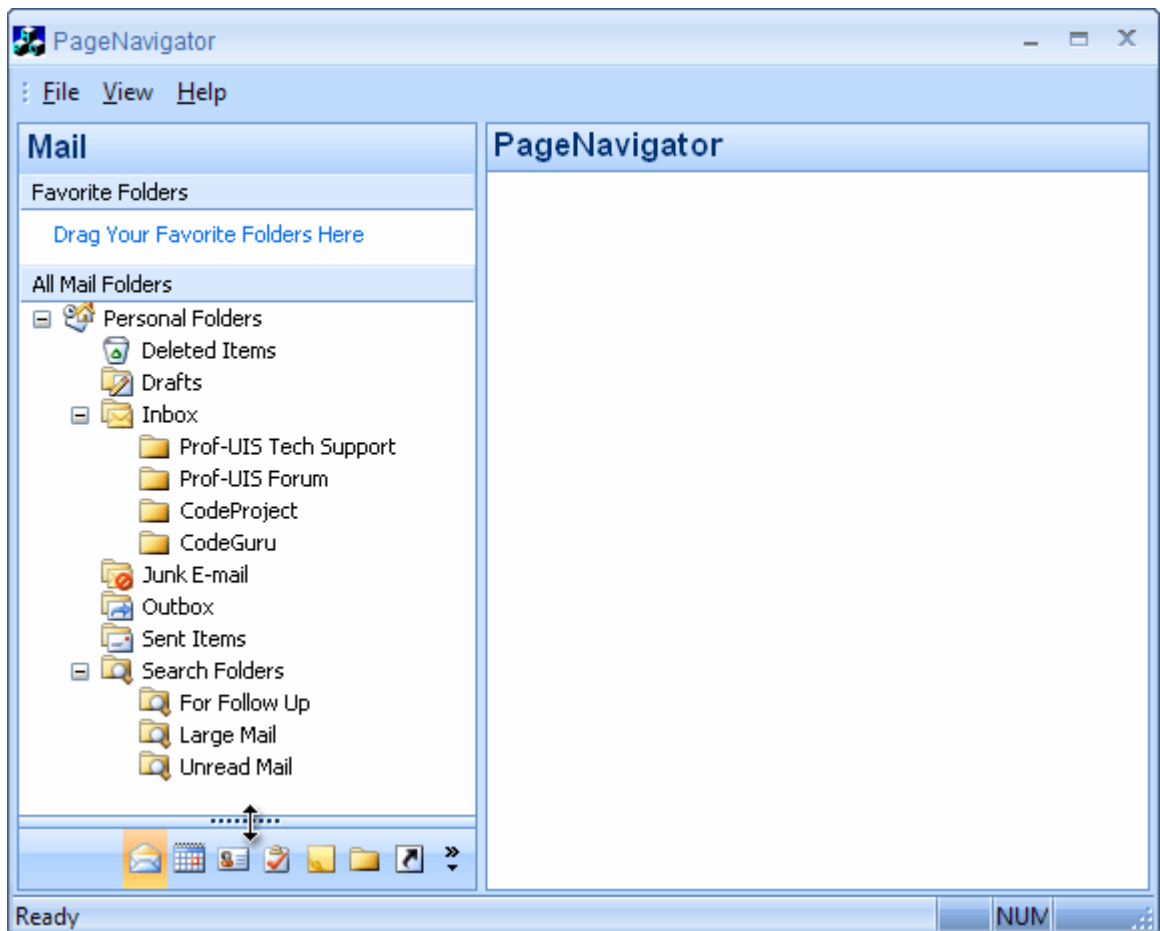 PageNavigator
File View Help
Mail
Favorite Folders
Drag Your Favorite Folders Here
All Mail Folders
Personal Folders
Deleted Items
Drafts
Inbox
Prof-UIS Tech Support
Prof-UIS Forum
CodeProject
CodeGuru
Junk E-mail
Outbox
Sent Items
Search Folders
For Follow Up
Large Mail
Unread Mail
PageNavigator
Ready NUM